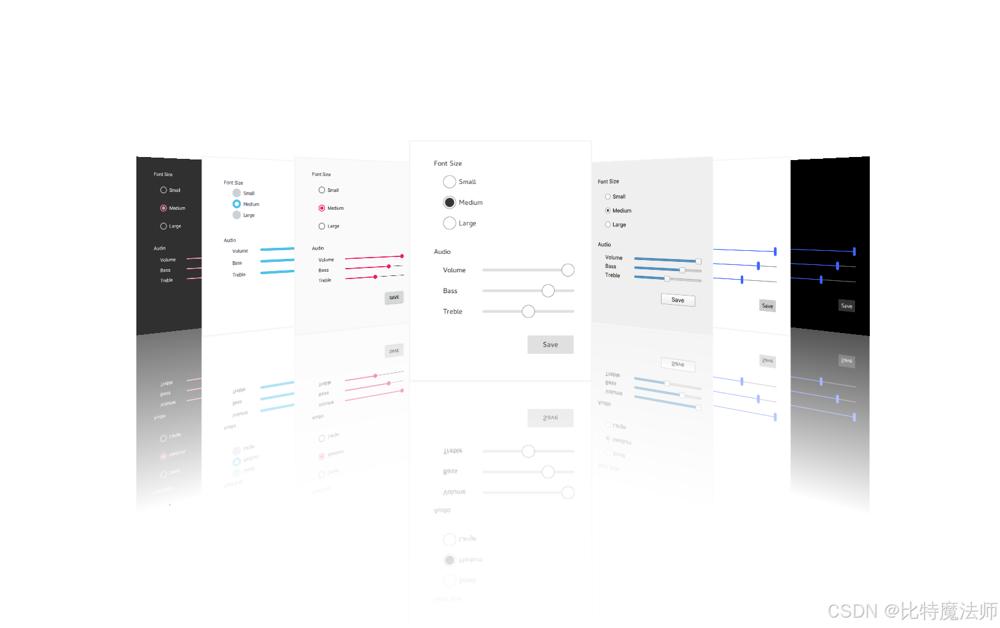 Font Size
Small
Medium
Large
Audio
Volume
Bass
Treble
Font Size
Small
Medium
Large
Audio
Volume
Bass
Treble
Font Size
Small
Medium
Large
Audio
Volume
Bass
Treble
SAVE
Font Size
Small
Medium
Large
Audio
Volume
Bass
Treble
Save
Font Size
Small
Medium
Large
Audio
Volume
Bass
Treble
Save
Save
Save
CSDN @比特魔法师